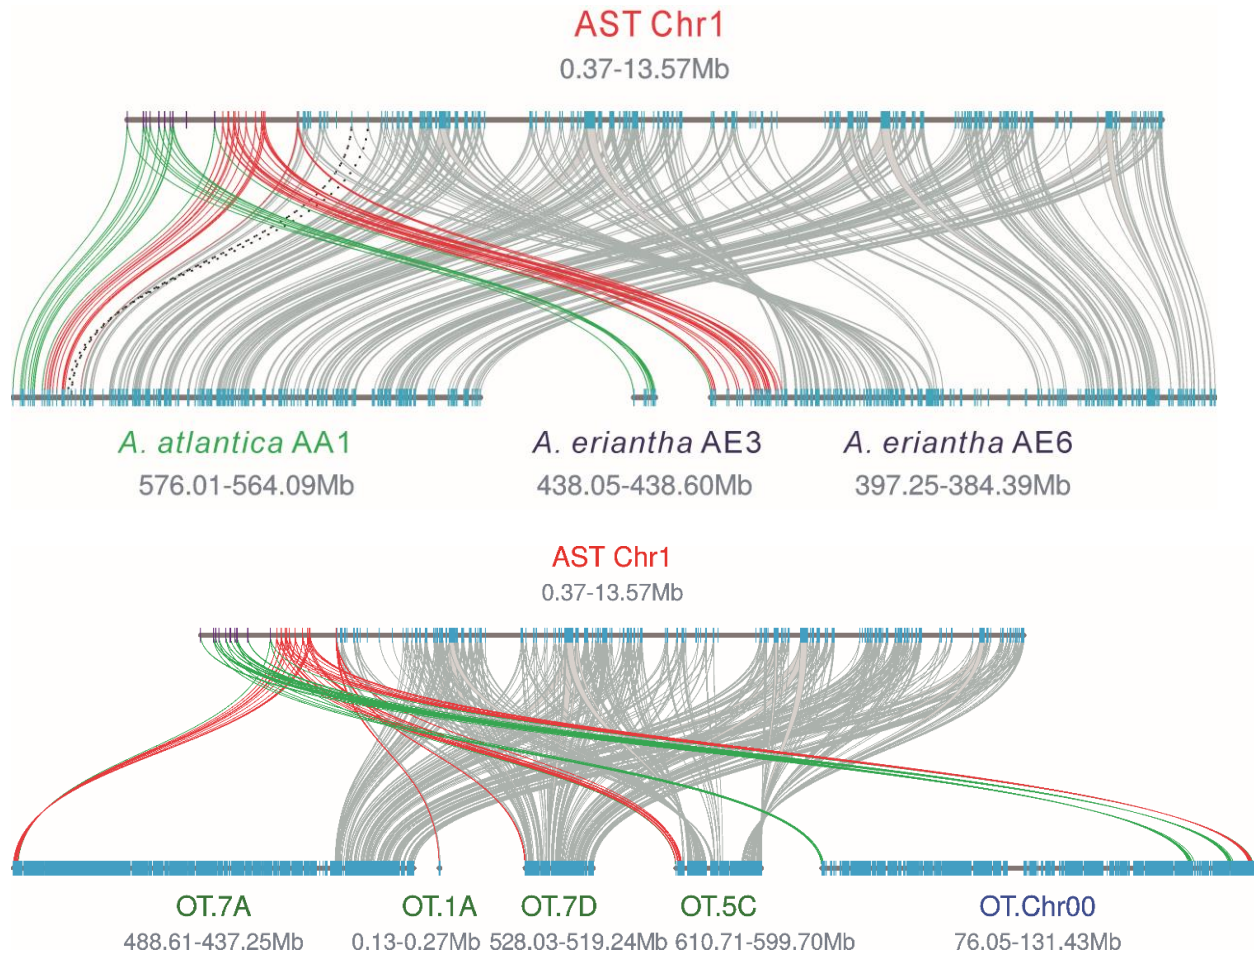 AST Chr1
0.37-13.57Mb
A. atlantica AA1 A. eriantha AE3 A. eriantha AE6
576.01-564.09Mb 438.05-438.60Mb 397.25-384.39Mb
AST Chr1
0.37-13.57Mb
OT.7A OT.1A OT.7D OT.5C OT.Chr00
488.61-437.25Mb 0.13-0.27Mb 528.03-519.24Mb 610.71-599.70Mb 76.05-131.43Mb